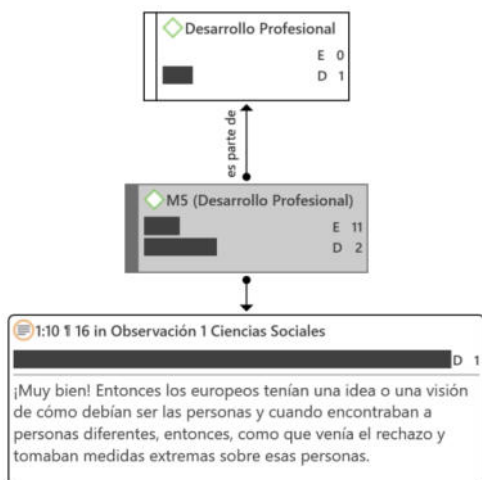 Desarrollo Profesional
E 0
D 1
es parte de
M5 (Desarrollo Profesional)
E 11
D 2
1:10 ¶ 16 in Observación 1 Ciencias Sociales
D 1
¡Muy bien! Entonces los europeos tenían una idea o una visión
de cómo debían ser las personas y cuando encontraban a
personas diferentes, entonces, como que venía el rechazo y
tomaban medidas extremas sobre esas personas.